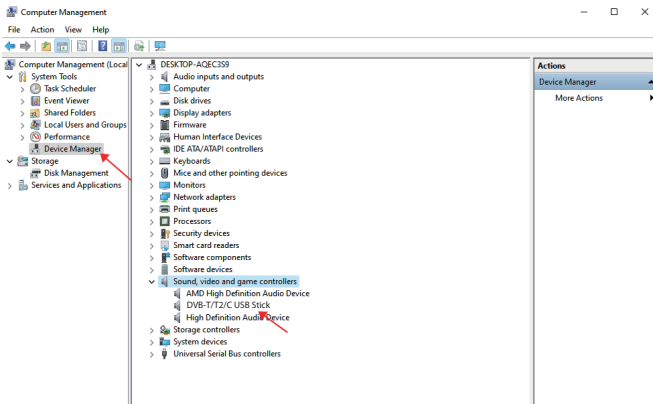 Computer Management
File Action View Help
Computer Management (Local
System Tools
Task Scheduler
Event Viewer
Shared Folders
Local Users and Groups
Performance
Device Manager
Storage
Disk Management
Services and Applications
DESKTOP-AQEC3S9
Audio inputs and outputs
Computer
Disk drives
Display adapters
Firmware
Human Interface Devices
IDE ATA/ATAPI controllers
Keyboards
Mice and other pointing devices
Monitors
Network adapters
Print queues
Processors
Security devices
Smart card readers
Software components
Software devices
Sound, video and game controllers
AMD High Definition Audio Device
DVB-T/T2/C USB Stick
High Definition Audio Device
Storage controllers
System devices
Universal Serial Bus controllers
Actions
Device Manager
More Actions